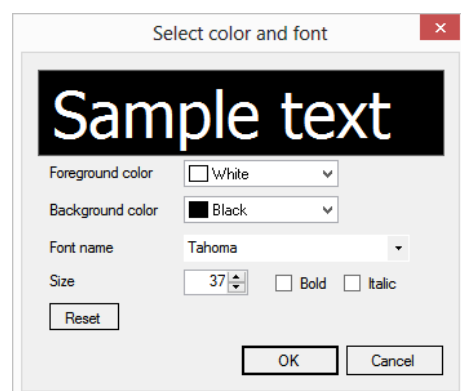 Select color and font
Sample text
Foreground color White
Background color Black
Font name Tahoma
Size 37 Bold Italic
Reset
OK Cancel